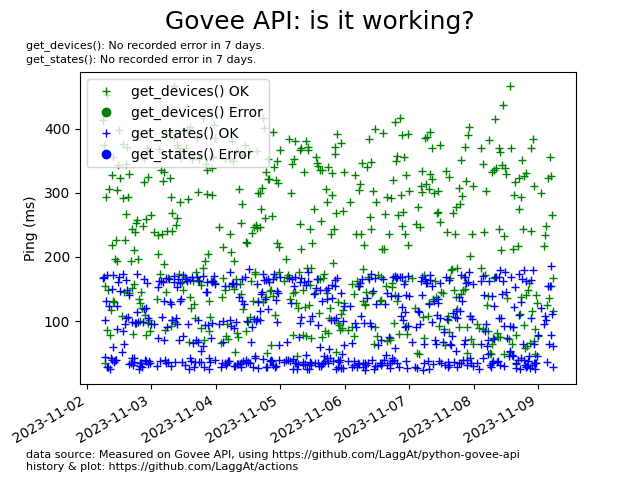 Govee API: is it working?
get_devices(): No recorded error in 7 days.
get_states(): No recorded error in 7 days.
get_devices() OK
get_devices() Error
get_states() OK
get_states() Error
Ping (ms)
400
300
200
100
2023-11-02
2023-11-03
2023-11-04
2023-11-05
2023-11-06
2023-11-07
2023-11-08
2023-11-09
data source: Measured on Govee API, using https://github.com/LaggAt/python-govee-api
history & plot: https://github.com/LaggAt/actions